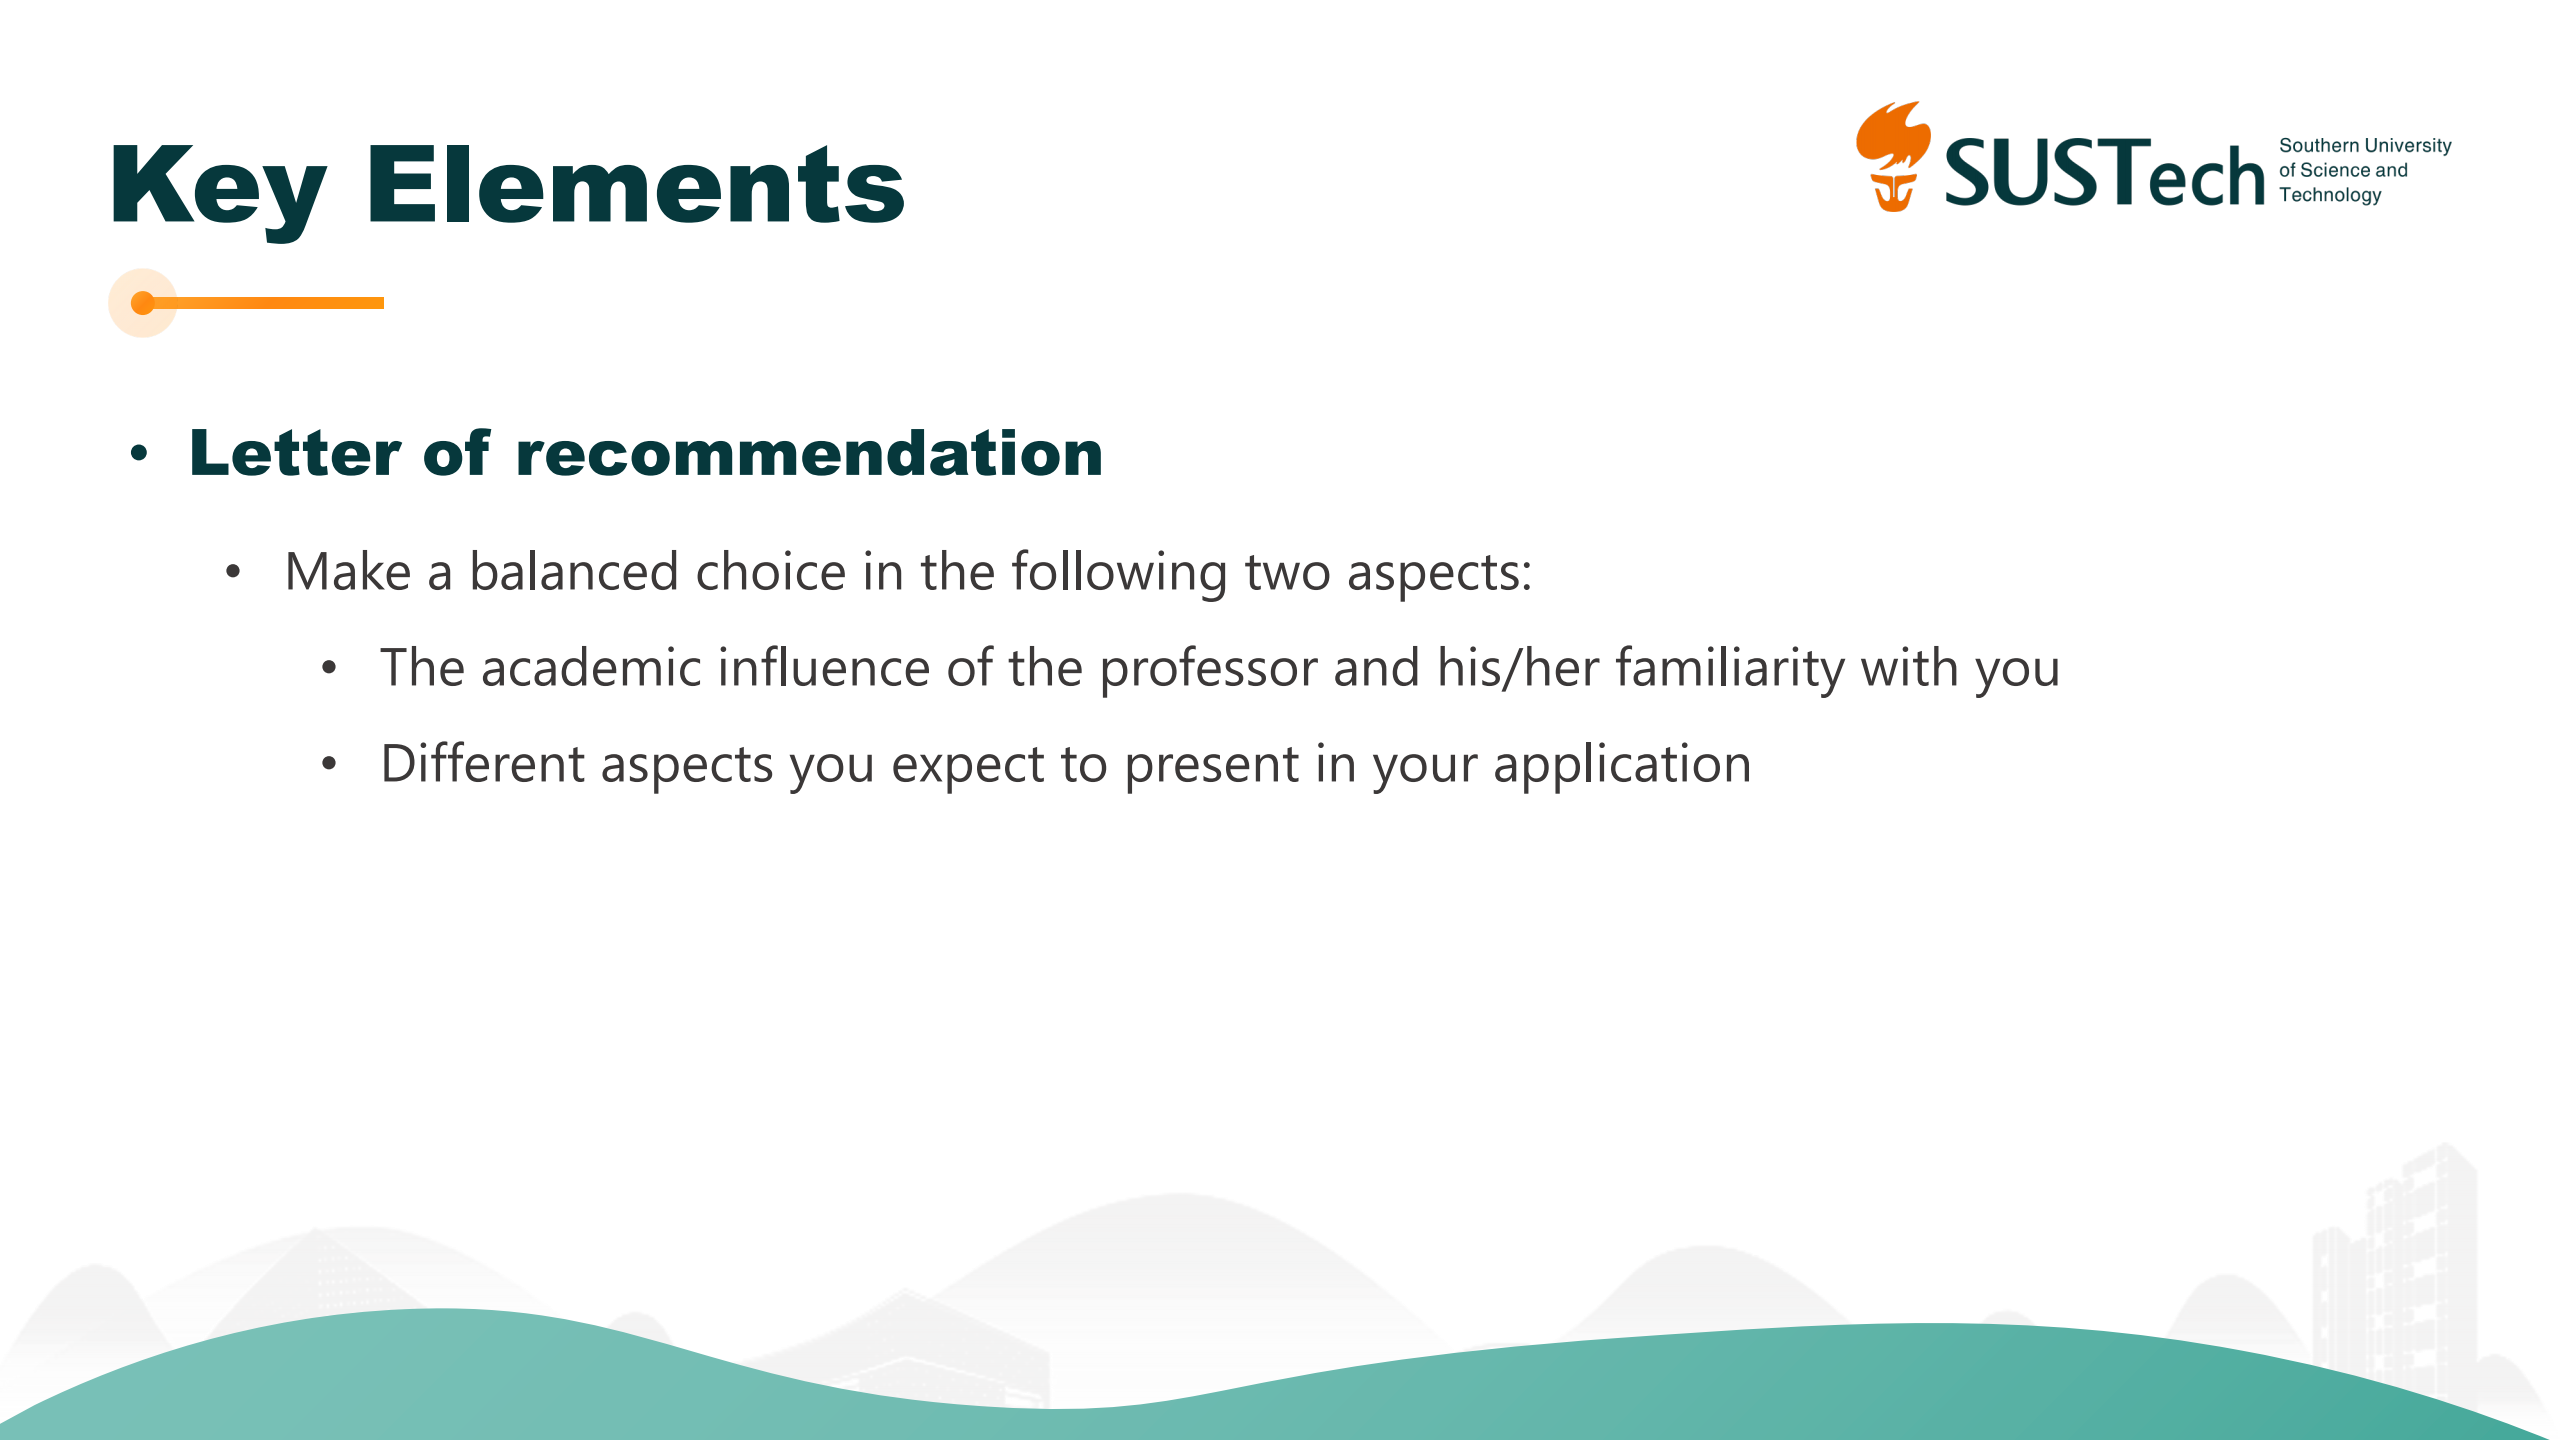 Key Elements
SUSTech
Southern University
of Science and
Technology
• Letter of recommendation
• Make a balanced choice in the following two aspects:
• The academic influence of the professor and his/her familiarity with you
• Different aspects you expect to present in your application